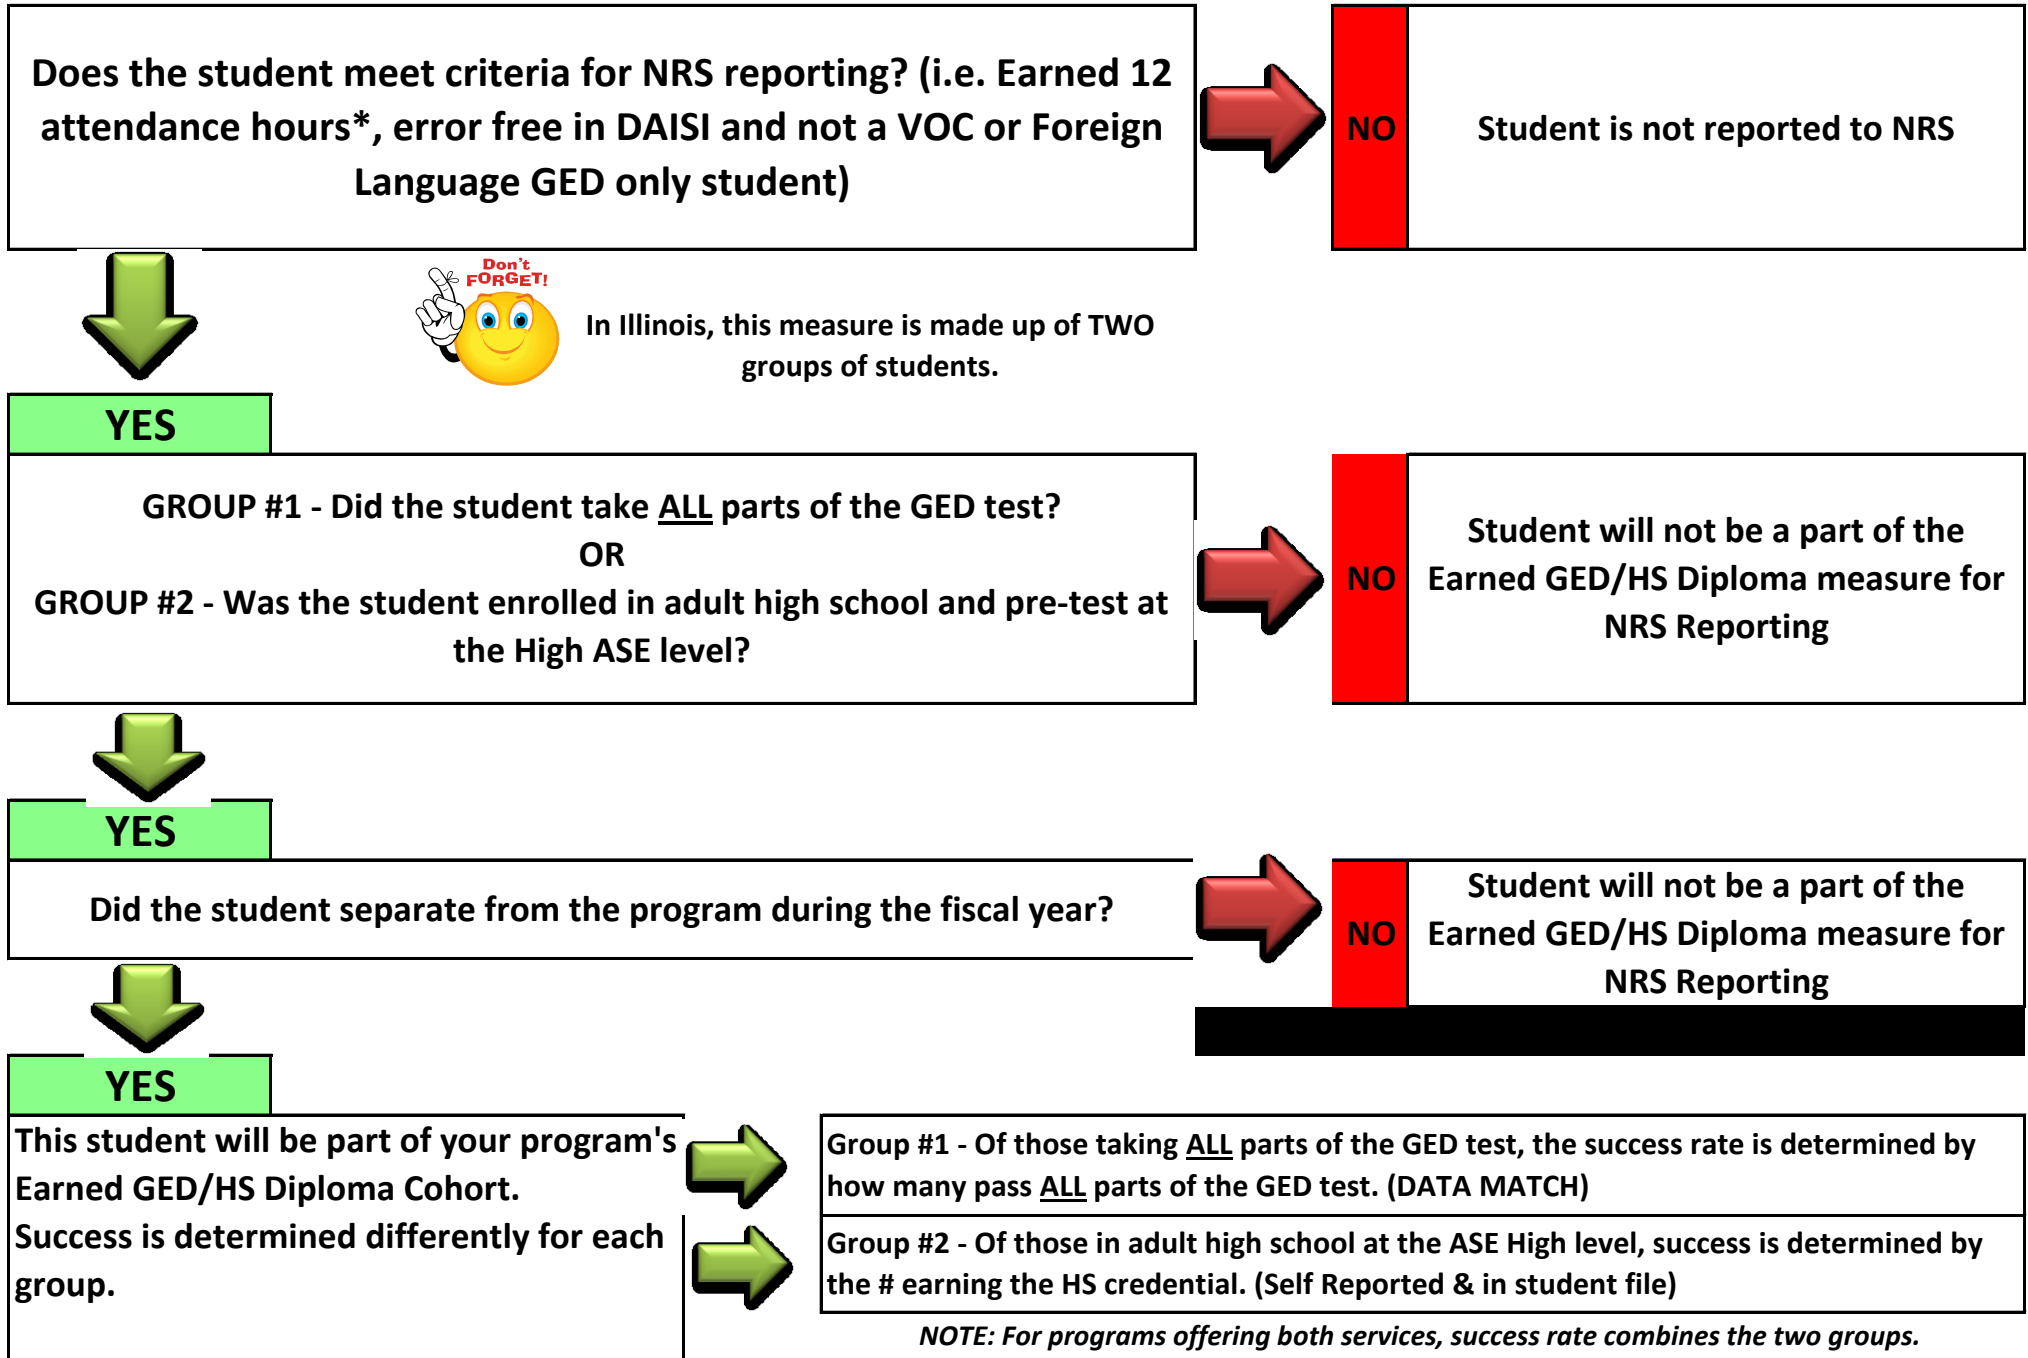 Does the student meet criteria for NRS reporting? (i.e. Earned 12
attendance hours*, error free in DAISI and not a VOC or Foreign
Language GED only student)
NO
Student is not reported to NRS
Don't
FORGET!
In Illinois, this measure is made up of TWO
groups of students.
YES
GROUP #1 - Did the student take ALL parts of the GED test?
OR
GROUP #2 - Was the student enrolled in adult high school and pre-test at
the High ASE level?
NO
Student will not be a part of the
Earned GED/HS Diploma measure for
NRS Reporting
YES
Did the student separate from the program during the fiscal year?
NO
Student will not be a part of the
Earned GED/HS Diploma measure for
NRS Reporting
YES
This student will be part of your program's
Earned GED/HS Diploma Cohort.
Success is determined differently for each
group.
Group #1 - Of those taking ALL parts of the GED test, the success rate is determined by
how many pass ALL parts of the GED test. (DATA MATCH)
Group #2 - Of those in adult high school at the ASE High level, success is determined by
the # earning the HS credential. (Self Reported & in student file)
NOTE: For programs offering both services, success rate combines the two groups.